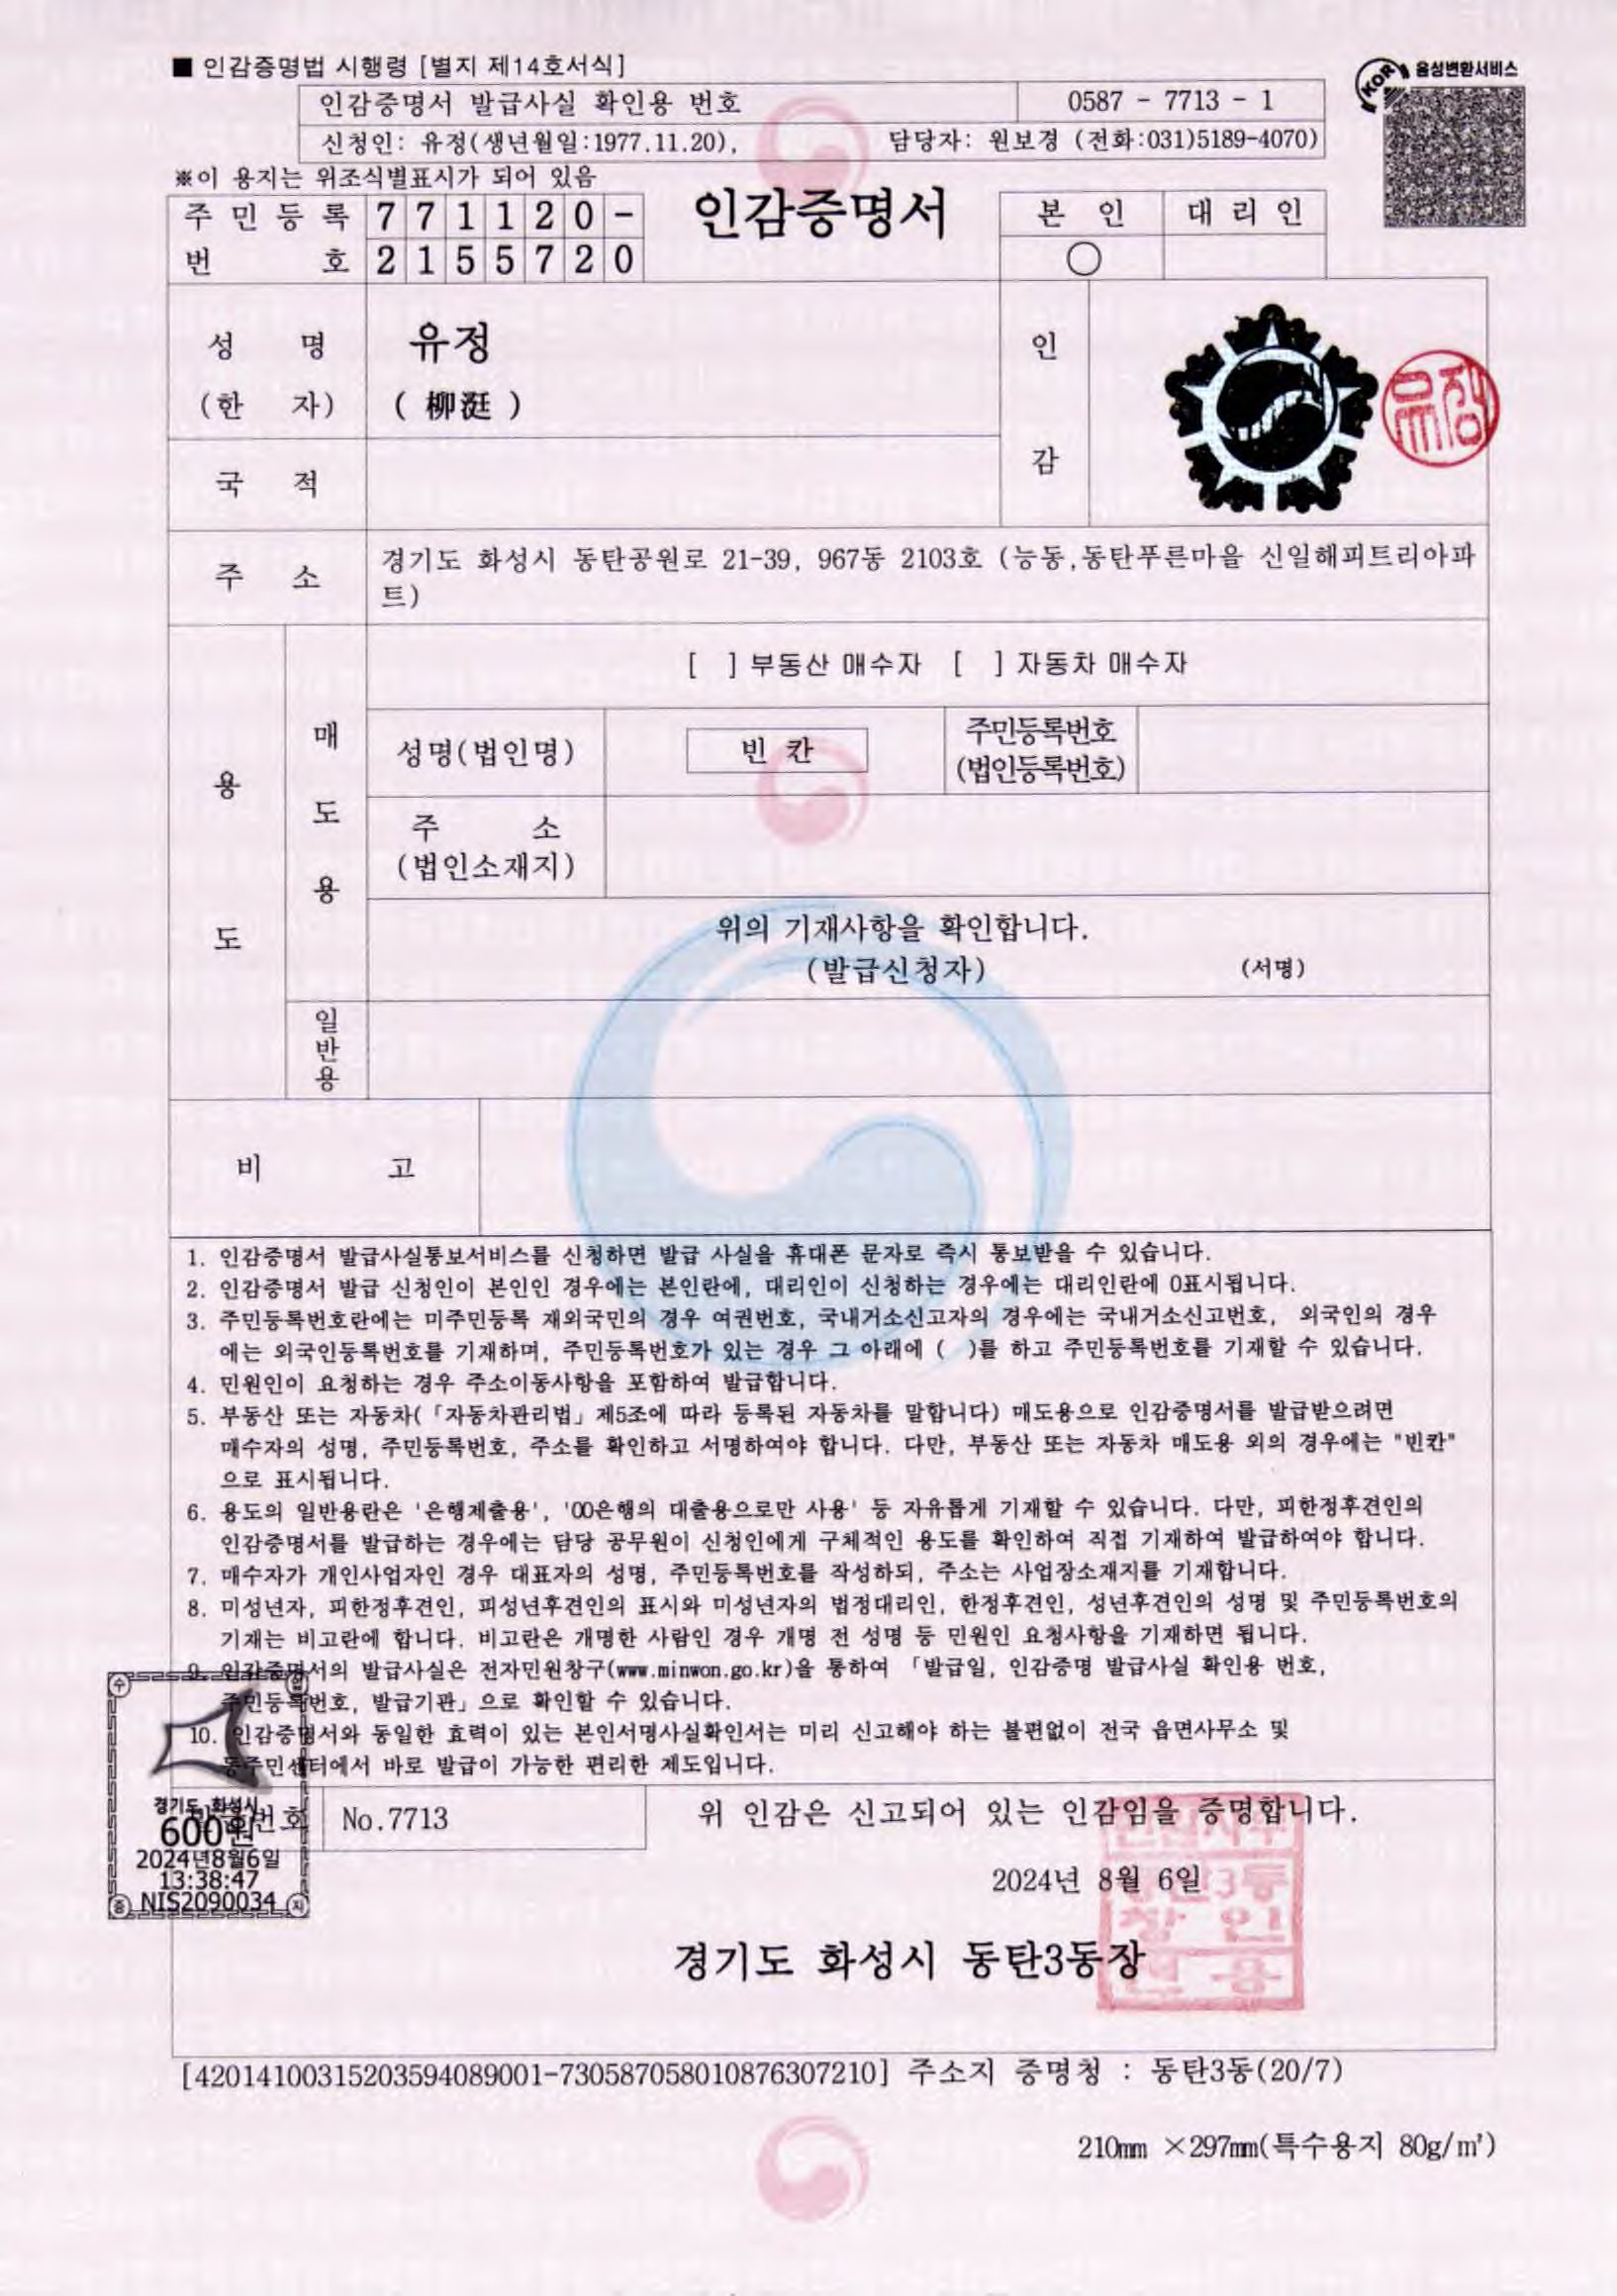 ■ 인감증명법 시행령 [별지 제14호서식]
음성변환서비스
KOR
인감증명서 발급사실 확인용 번호 0587 - 7713 - 1
신청인: 유정(생년월일:1977.11.20), 담당자: 원보경 (전화:031)5189-4070)
※이 용지는 위조식별표시가 되어 있음
주민등록번호 771120-2155720
인감증명서
본 인 대 리 인
○
성 명 유정
(한 자) ( 柳涏 )
인 감
유정
국 적
주 소 경기도 화성시 동탄공원로 21-39, 967동 2103호 (능동,동탄푸른마을 신일해피트리아파
트)
용 도
매 도 용
[ ] 부동산 매수자 [ ] 자동차 매수자
성명(법인명) 빈 칸 주민등록번호
(법인등록번호)
주 소
(법인소재지)
위의 기재사항을 확인합니다.
(발급신청자) (서명)
일반용
비 고
1. 인감증명서 발급사실통보서비스를 신청하면 발급 사실을 휴대폰 문자로 즉시 통보받을 수 있습니다.
2. 인감증명서 발급 신청인이 본인인 경우에는 본인란에, 대리인이 신청하는 경우에는 대리인란에 0표시됩니다.
3. 주민등록번호란에는 미주민등록 재외국민의 경우 여권번호, 국내거소신고자의 경우에는 국내거소신고번호, 외국인의 경우
에는 외국인등록번호를 기재하며, 주민등록번호가 있는 경우 그 아래에 ( )를 하고 주민등록번호를 기재할 수 있습니다.
4. 민원인이 요청하는 경우 주소이동사항을 포함하여 발급합니다.
5. 부동산 또는 자동차(「자동차관리법」제5조에 따라 등록된 자동차를 말합니다) 매도용으로 인감증명서를 발급받으려면
매수자의 성명, 주민등록번호, 주소를 확인하고 서명하여야 합니다. 다만, 부동산 또는 자동차 매도용 외의 경우에는 "빈칸"
으로 표시됩니다.
6. 용도의 일반용란은 '은행제출용', '00은행의 대출용으로만 사용' 등 자유롭게 기재할 수 있습니다. 다만, 피한정후견인의
인감증명서를 발급하는 경우에는 담당 공무원이 신청인에게 구체적인 용도를 확인하여 직접 기재하여 발급하여야 합니다.
7. 매수자가 개인사업자인 경우 대표자의 성명, 주민등록번호를 작성하되, 주소는 사업장소재지를 기재합니다.
8. 미성년자, 피한정후견인, 피성년후견인의 표시와 미성년자의 법정대리인, 한정후견인, 성년후견인의 성명 및 주민등록번호의
기재는 비고란에 합니다. 비고란은 개명한 사람인 경우 개명 전 성명 등 민원인 요청사항을 기재하면 됩니다.
9. 인감증명서의 발급사실은 전자민원창구(www.minwon.go.kr)을 통하여 「발급일, 인감증명 발급사실 확인용 번호,
주민등록번호, 발급기관」으로 확인할 수 있습니다.
10. 인감증명서와 동일한 효력이 있는 본인서명사실확인서는 미리 신고해야 하는 불편없이 전국 읍면사무소 및
동주민센터에서 바로 발급이 가능한 편리한 제도입니다.
번호 No.7713
위 인감은 신고되어 있는 인감임을 증명합니다.
경기도 화성시
600원
2024년8월6일
13:38:47
NIS2090034
2024년 8월 6일
경기도 화성시 동탄3동장
[42014100315203594089001-730587058010876307210] 주소지 증명청 : 동탄3동(20/7)
210mm ×297mm(특수용지 80g/㎡)